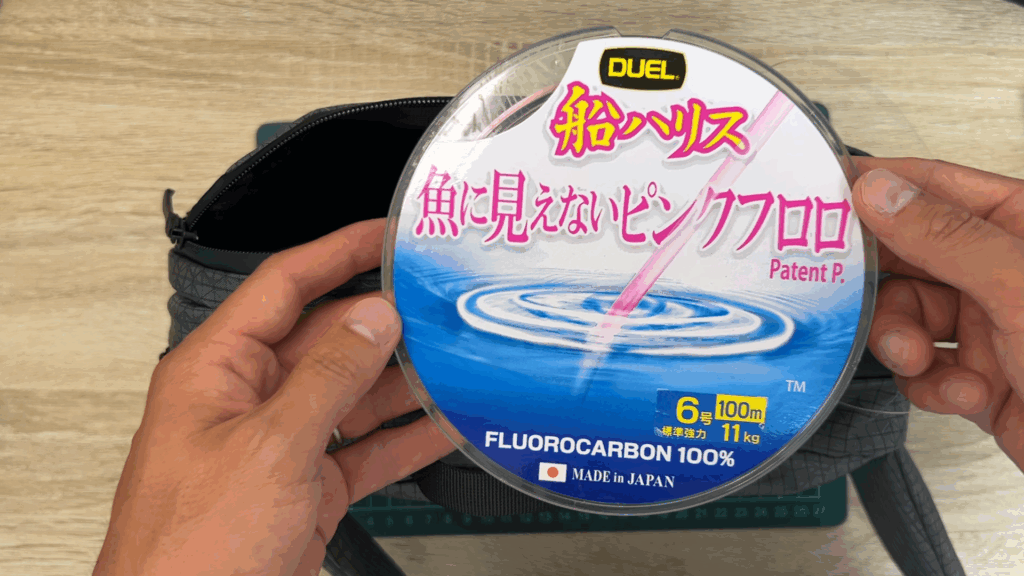 DUEL
船ハリス
魚に見えないピンクフロロ
Patent P.
TM
6号 100m
標準強力 11kg
FLUOROCARBON 100%
MADE in JAPAN